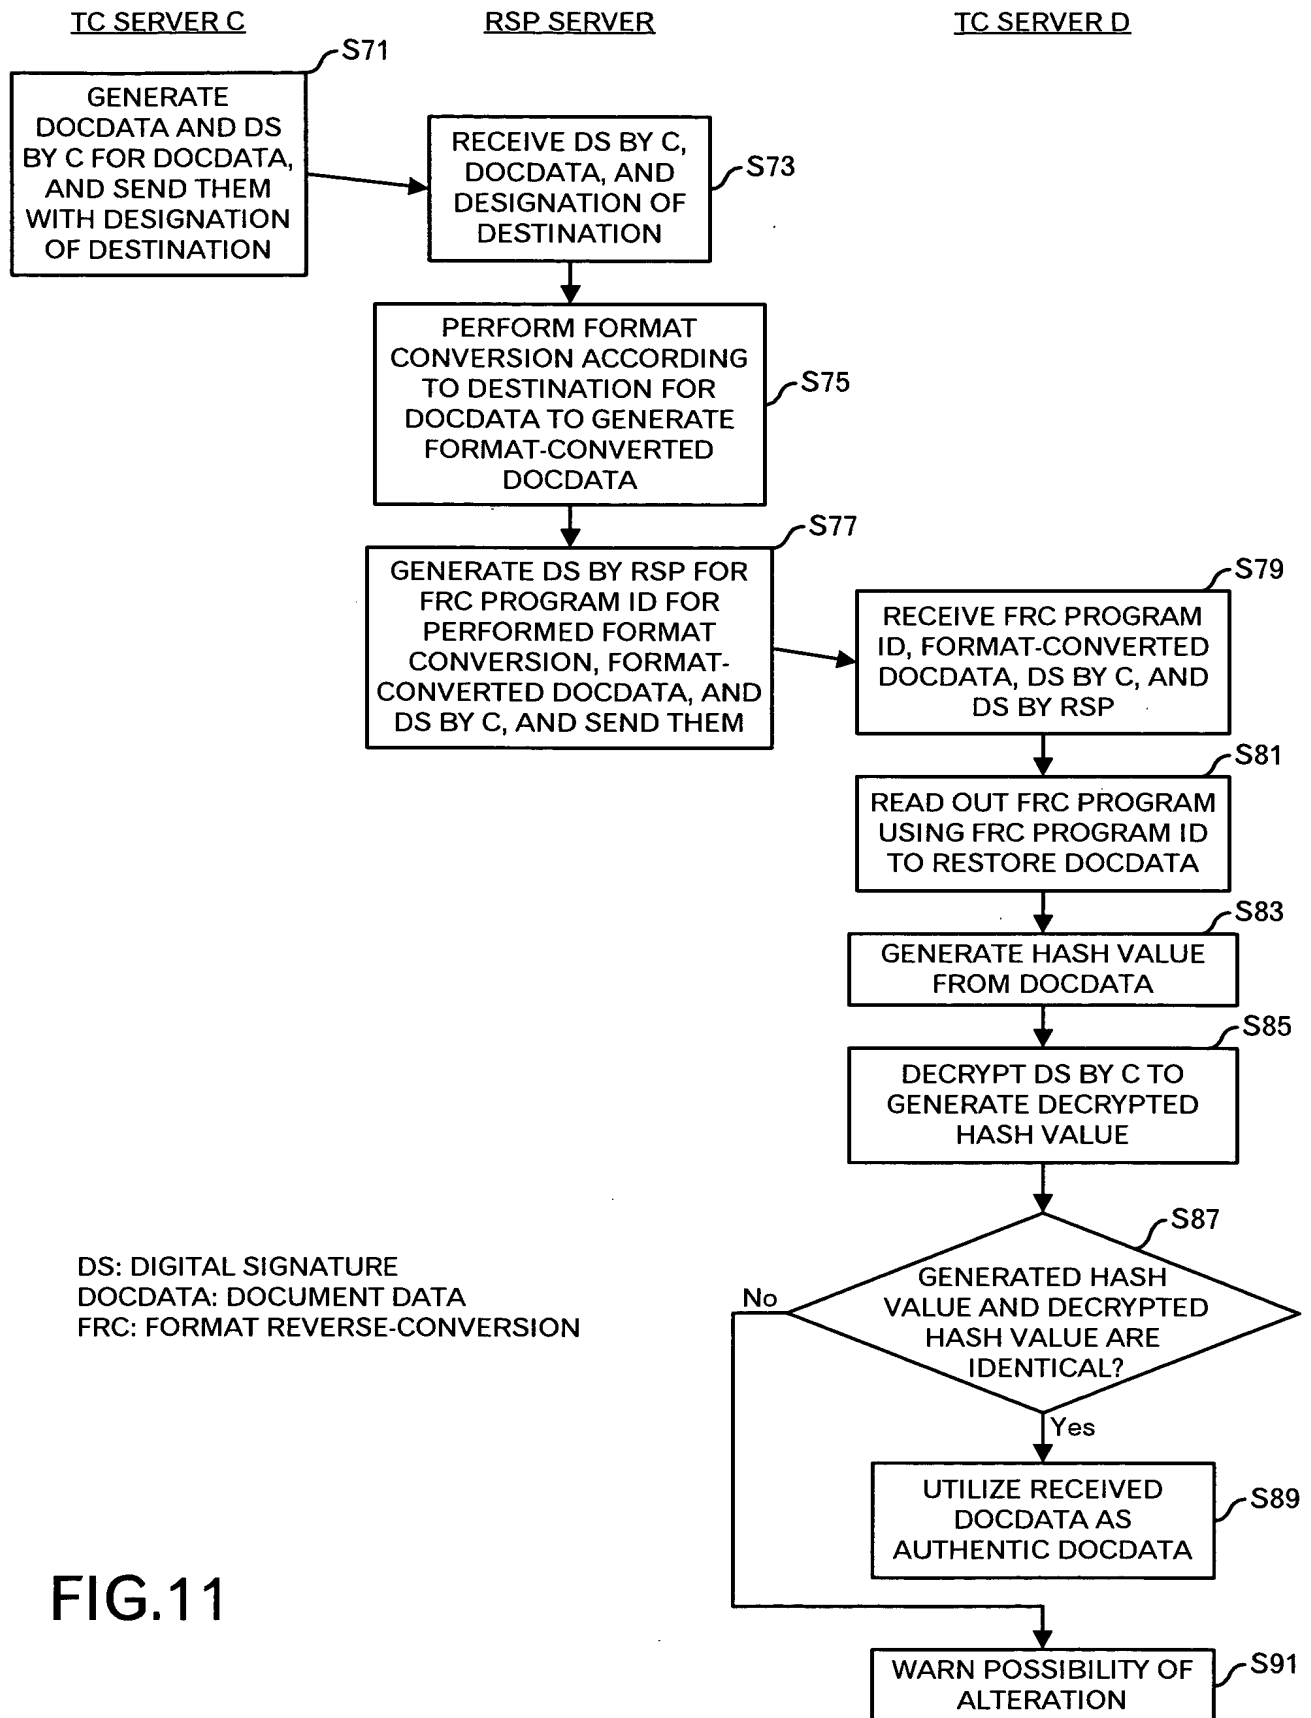 TC SERVER C
RSP SERVER
TC SERVER D
S71
GENERATE
DOCDATA AND DS
BY C FOR DOCDATA,
AND SEND THEM
WITH DESIGNATION
OF DESTINATION
S73
RECEIVE DS BY C,
DOCDATA, AND
DESIGNATION OF
DESTINATION
S75
PERFORM FORMAT
CONVERSION ACCORDING
TO DESTINATION FOR
DOCDATA TO GENERATE
FORMAT-CONVERTED
DOCDATA
S77
GENERATE DS BY RSP FOR
FRC PROGRAM ID FOR
PERFORMED FORMAT
CONVERSION, FORMAT-
CONVERTED DOCDATA, AND
DS BY C, AND SEND THEM
S79
RECEIVE FRC PROGRAM
ID, FORMAT-CONVERTED
DOCDATA, DS BY C, AND
DS BY RSP
S81
READ OUT FRC PROGRAM
USING FRC PROGRAM ID
TO RESTORE DOCDATA
S83
GENERATE HASH VALUE
FROM DOCDATA
S85
DECRYPT DS BY C TO
GENERATE DECRYPTED
HASH VALUE
S87
GENERATED HASH
VALUE AND DECRYPTED
HASH VALUE ARE
IDENTICAL?
No
Yes
S89
UTILIZE RECEIVED
DOCDATA AS
AUTHENTIC DOCDATA
S91
WARN POSSIBILITY OF
ALTERATION
DS: DIGITAL SIGNATURE
DOCDATA: DOCUMENT DATA
FRC: FORMAT REVERSE-CONVERSION
FIG.11